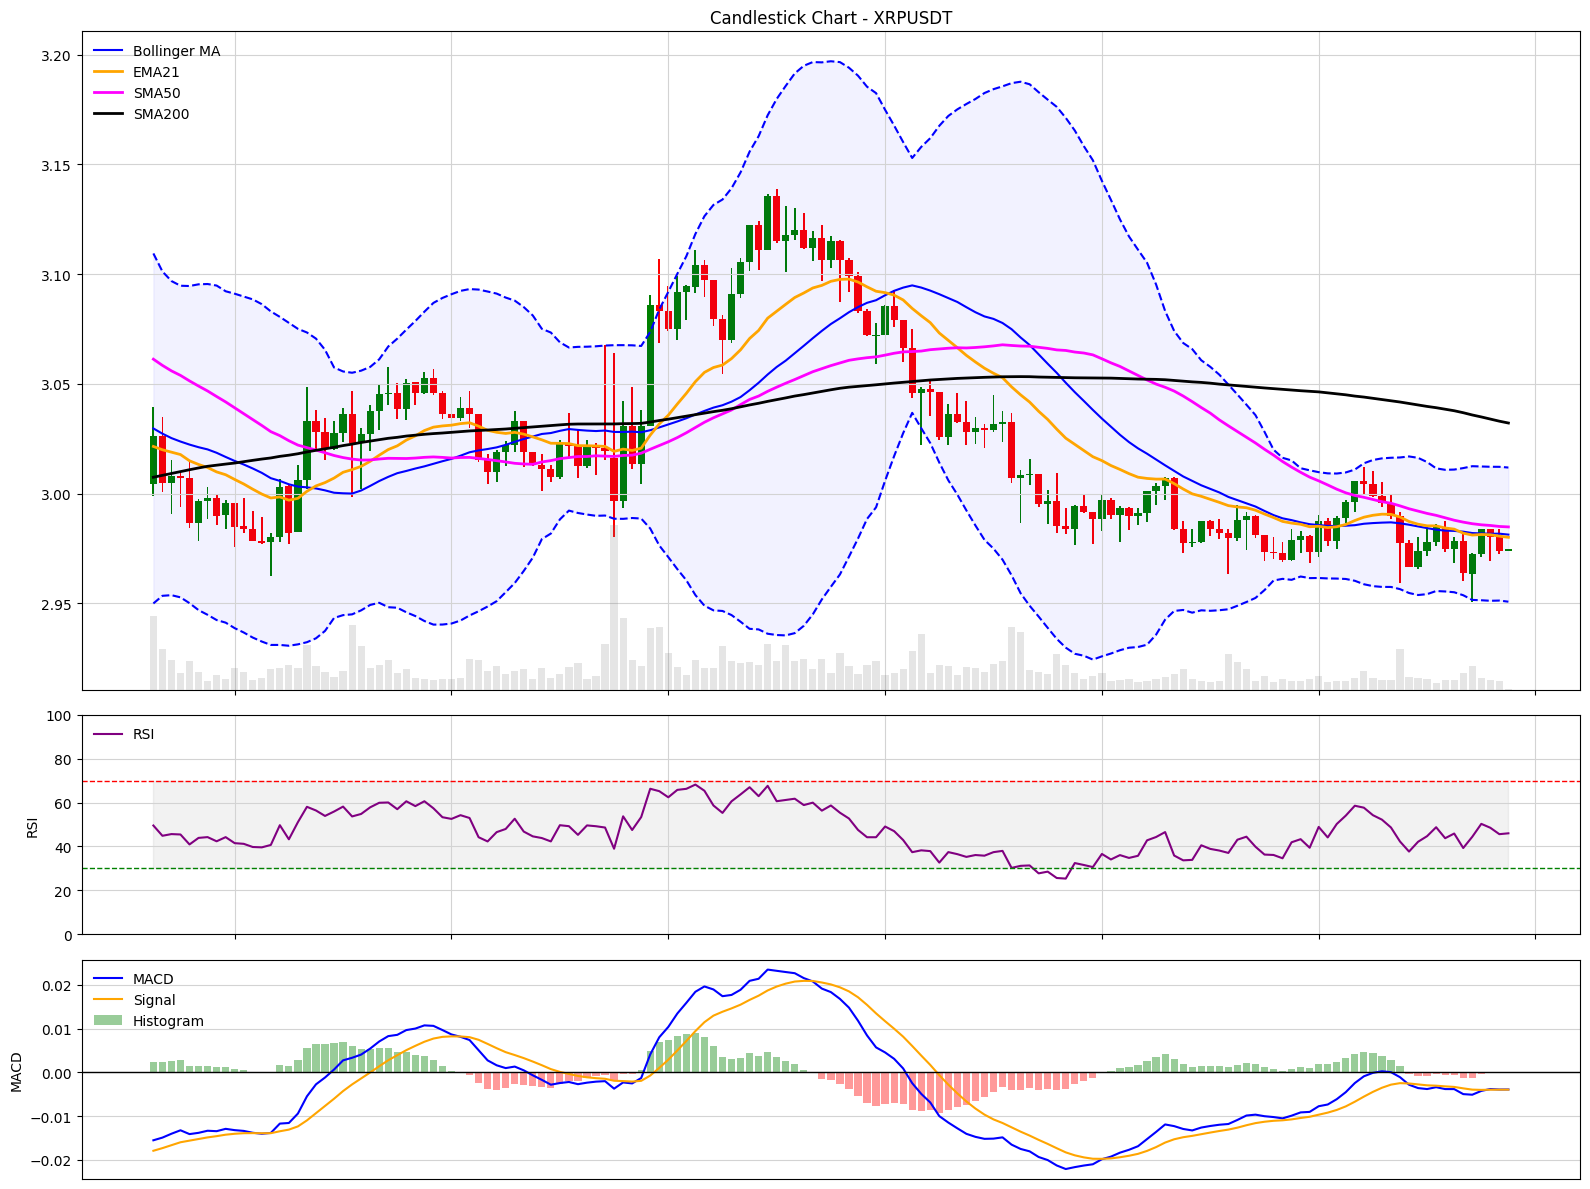 Candlestick Chart - XRPUSDT
Bollinger MA
EMA21
SMA50
SMA200
3.20
3.15
3.10
3.05
3.00
2.95
RSI
RSI
100
80
60
40
20
0
MACD
Signal
Histogram
MACD
0.02
0.01
0.00
−0.01
−0.02